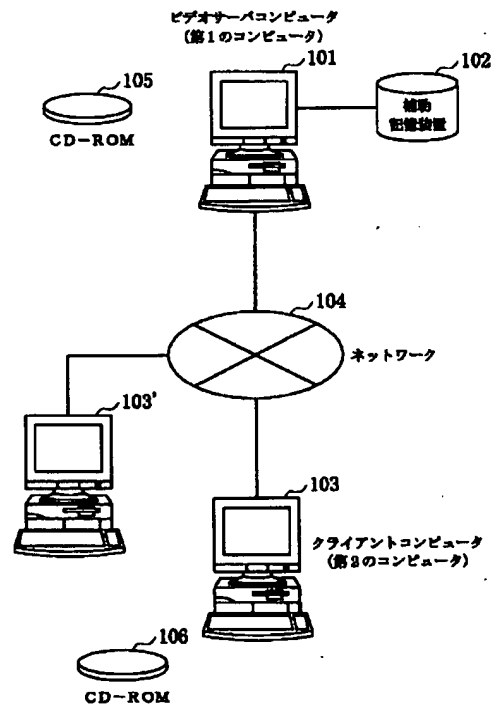 ビデオサーバコンピュータ
(第1のコンピュータ)
101
102
105
補助
記憶装置
CD-ROM
104
ネットワーク
103'
103
クライアントコンピュータ
(第2のコンピュータ)
106
CD-ROM